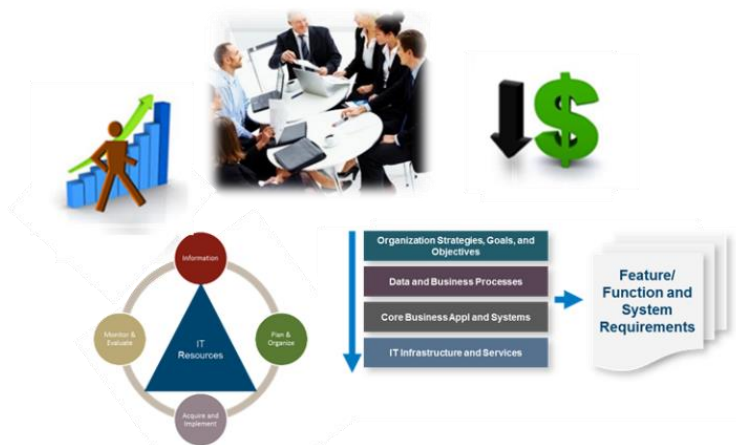 $
Information
Monitor &
Evaluate
IT
Resources
Plan &
Organize
Acquire and
Implement
Organization Strategies, Goals, and
Objectives
Data and Business Processes
Core Business Appl and Systems
IT Infrastructure and Services
Feature/
Function and
System
Requirements